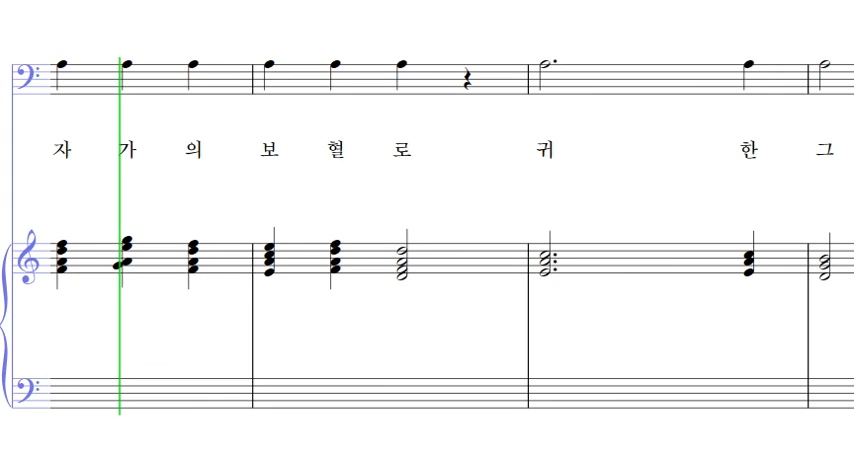 자 가 의 보 혈 로 귀 한 그